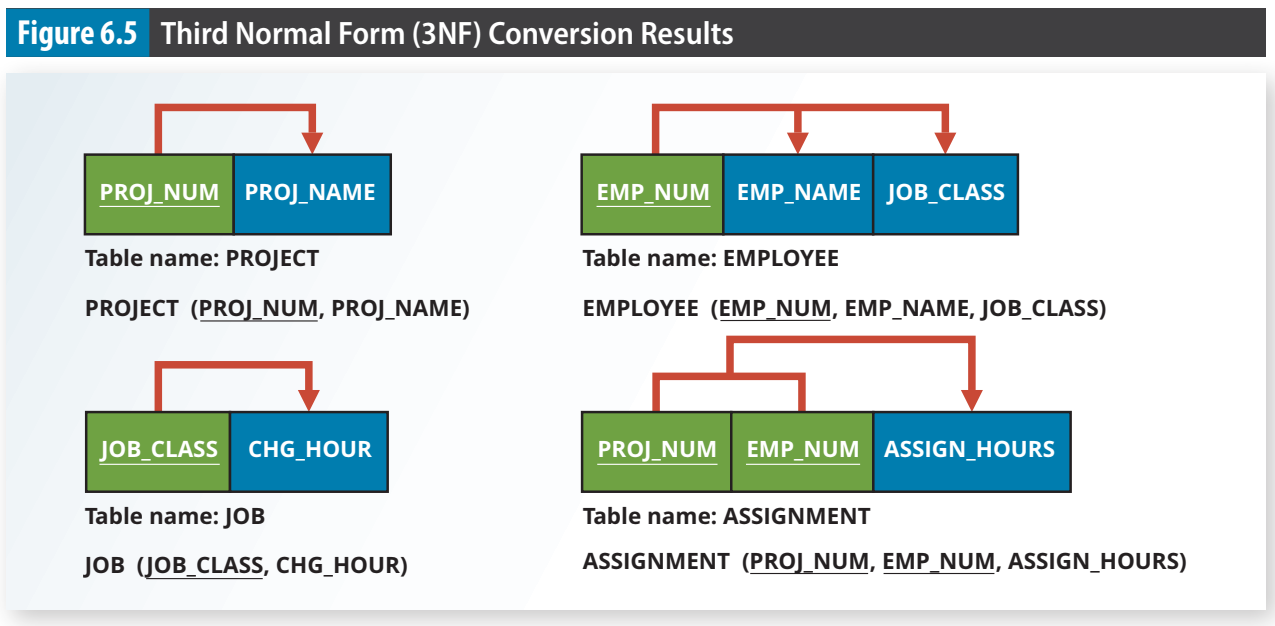 Figure 6.5 Third Normal Form (3NF) Conversion Results
PROJ_NUM PROJ_NAME
Table name: PROJECT
PROJECT (PROJ_NUM, PROJ_NAME)
EMP_NUM EMP_NAME JOB_CLASS
Table name: EMPLOYEE
EMPLOYEE (EMP_NUM, EMP_NAME, JOB_CLASS)
JOB_CLASS CHG_HOUR
Table name: JOB
JOB (JOB_CLASS, CHG_HOUR)
PROJ_NUM EMP_NUM ASSIGN_HOURS
Table name: ASSIGNMENT
ASSIGNMENT (PROJ_NUM, EMP_NUM, ASSIGN_HOURS)